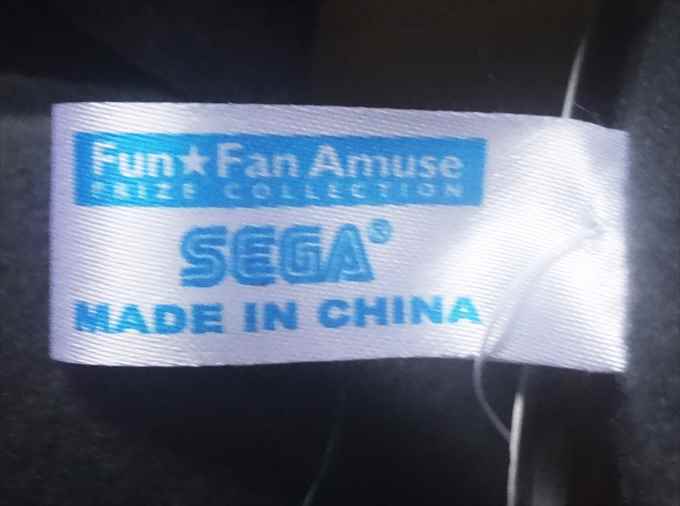 Fun★Fan Amuse
PRIZE COLLECTION
SEGA®
MADE IN CHINA